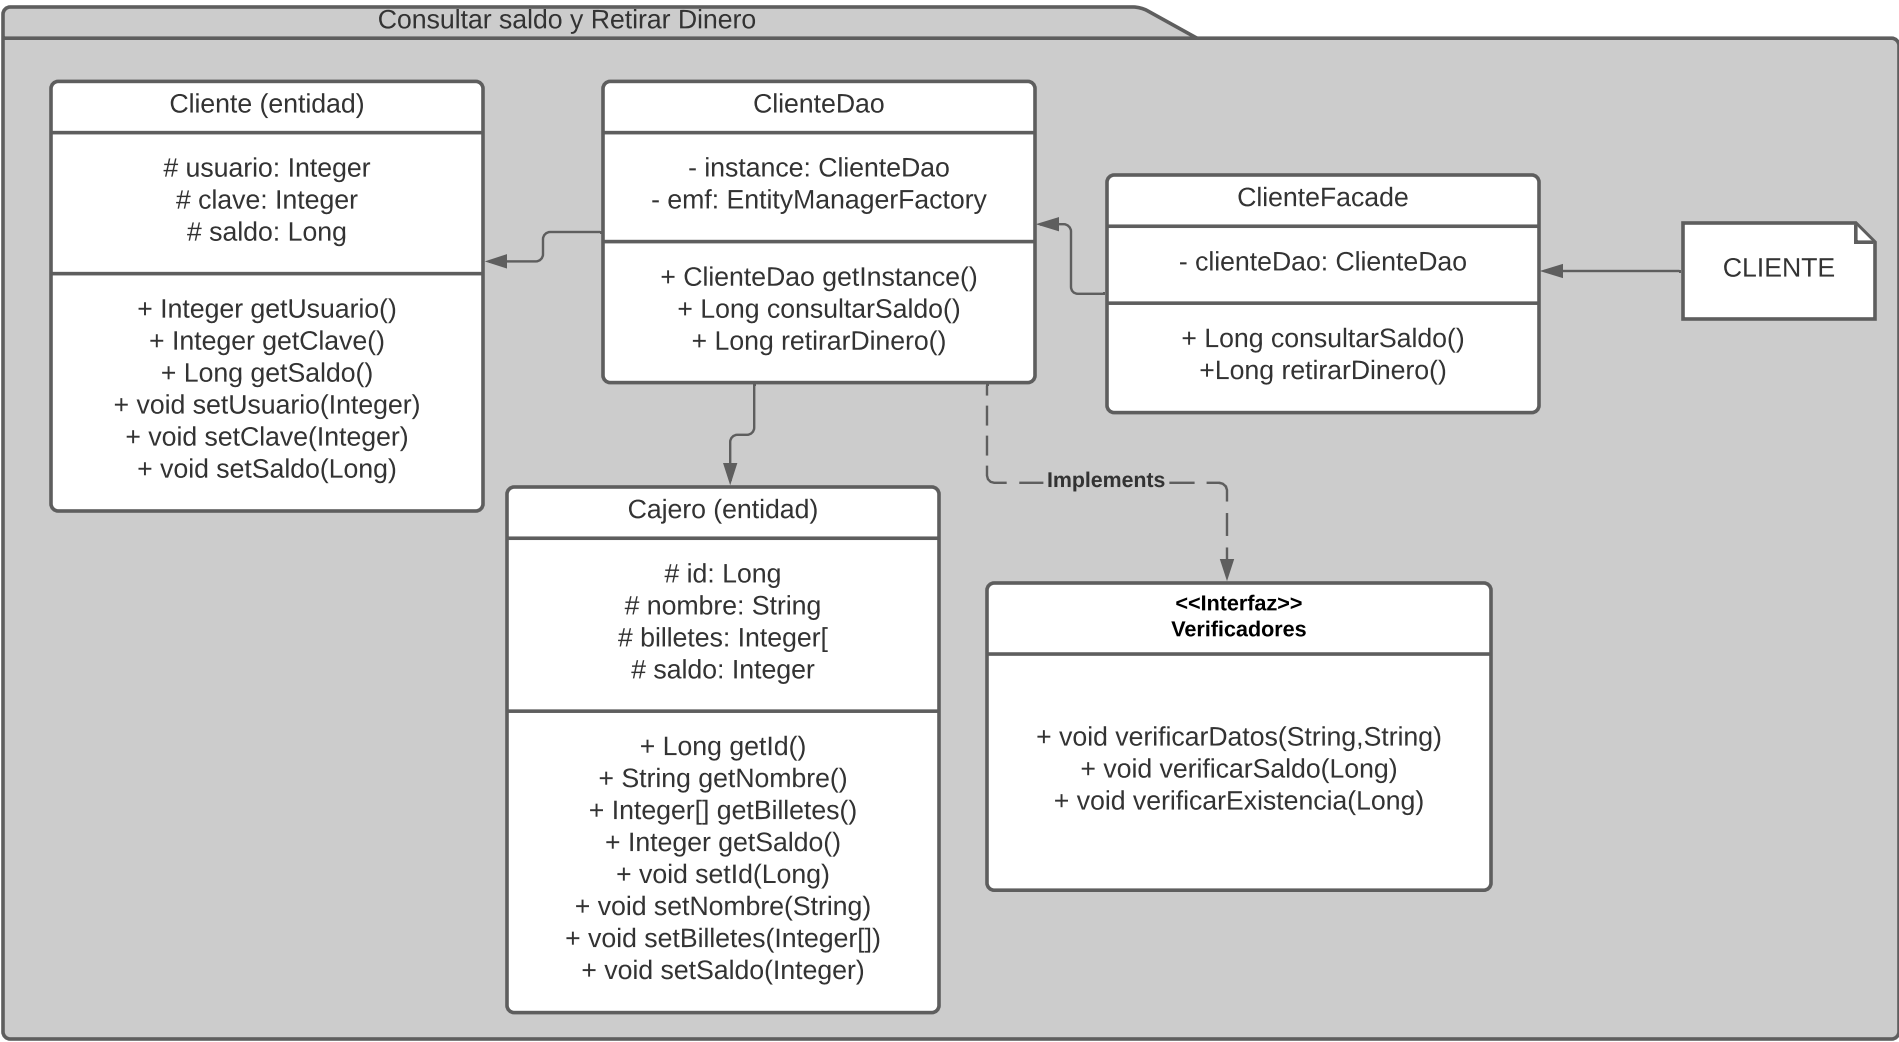 Consultar saldo y Retirar Dinero
Cliente (entidad)
# usuario: Integer
# clave: Integer
# saldo: Long
+ Integer getUsuario()
+ Integer getClave()
+ Long getSaldo()
+ void setUsuario(Integer)
+ void setClave(Integer)
+ void setSaldo(Long)
ClienteDao
- instance: ClienteDao
- emf: EntityManagerFactory
+ ClienteDao getInstance()
+ Long consultarSaldo()
+ Long retirarDinero()
ClienteFacade
- clienteDao: ClienteDao
+ Long consultarSaldo()
+Long retirarDinero()
CLIENTE
Implements
Cajero (entidad)
# id: Long
# nombre: String
# billetes: Integer[
# saldo: Integer
+ Long getId()
+ String getNombre()
+ Integer[] getBilletes()
+ Integer getSaldo()
+ void setId(Long)
+ void setNombre(String)
+ void setBilletes(Integer[])
+ void setSaldo(Integer)
<<Interfaz>>
Verificadores
+ void verificarDatos(String,String)
+ void verificarSaldo(Long)
+ void verificarExistencia(Long)